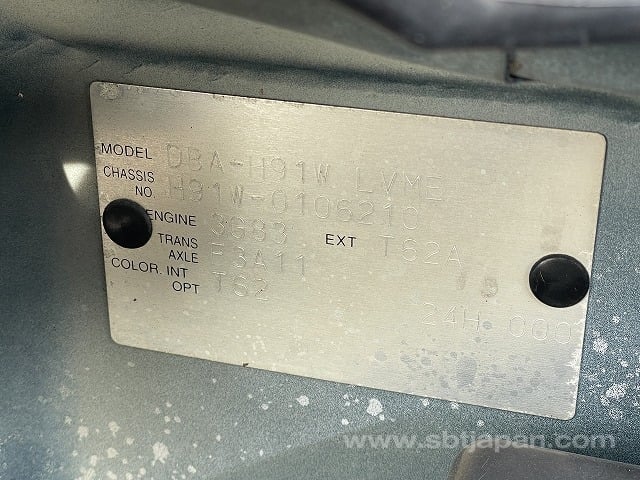 MODEL DBA-H91W LVME
CHASSIS NO. H91W-0106210
ENGINE 3G83 EXT T62A
TRANS AXLE F3A11
COLOR. INT
OPT T62
24H 000
www.sbtjapan.com